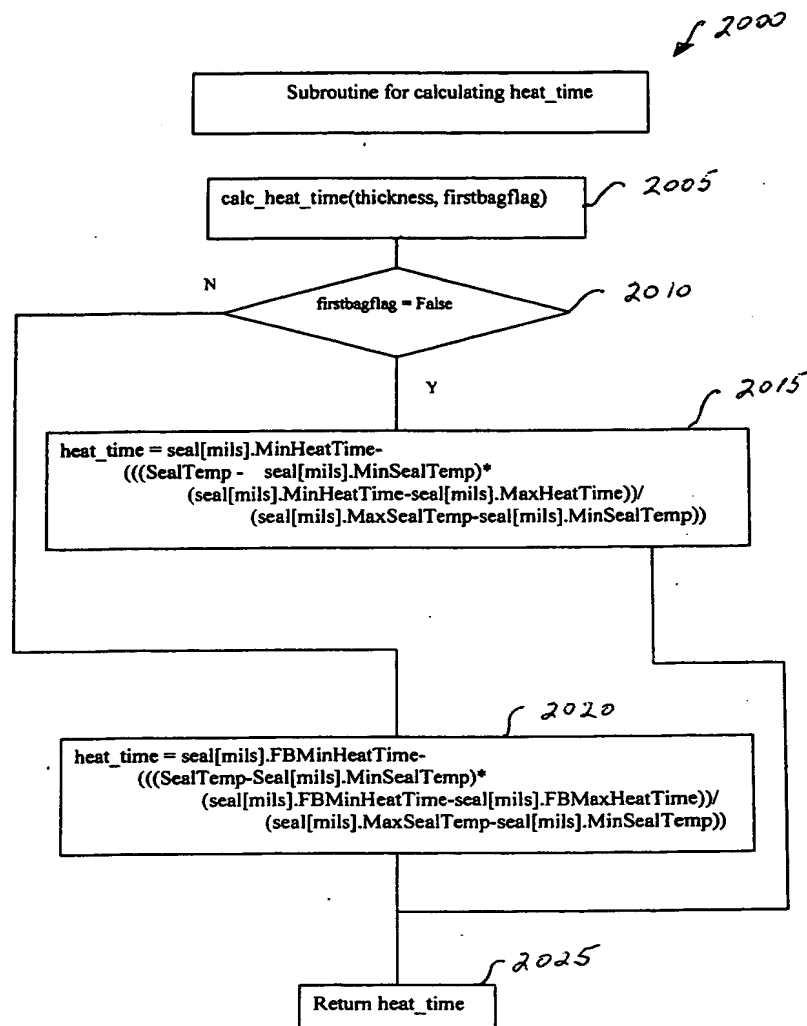 2000
Subroutine for calculating heat_time
calc_heat_time(thickness, firstbagflag)
2005
N
firstbagflag = False
2010
Y
2015
heat_time = seal[mils].MinHeatTime-
(((SealTemp - seal[mils].MinSealTemp)*
(seal[mils].MinHeatTime-seal[mils].MaxHeatTime))/
(seal[mils].MaxSealTemp-seal[mils].MinSealTemp))
2020
heat_time = seal[mils].FBMinHeatTime-
(((SealTemp-Seal[mils].MinSealTemp)*
(seal[mils].FBMinHeatTime-seal[mils].FBMaxHeatTime))/
(seal[mils].MaxSealTemp-seal[mils].MinSealTemp))
2025
Return heat_time